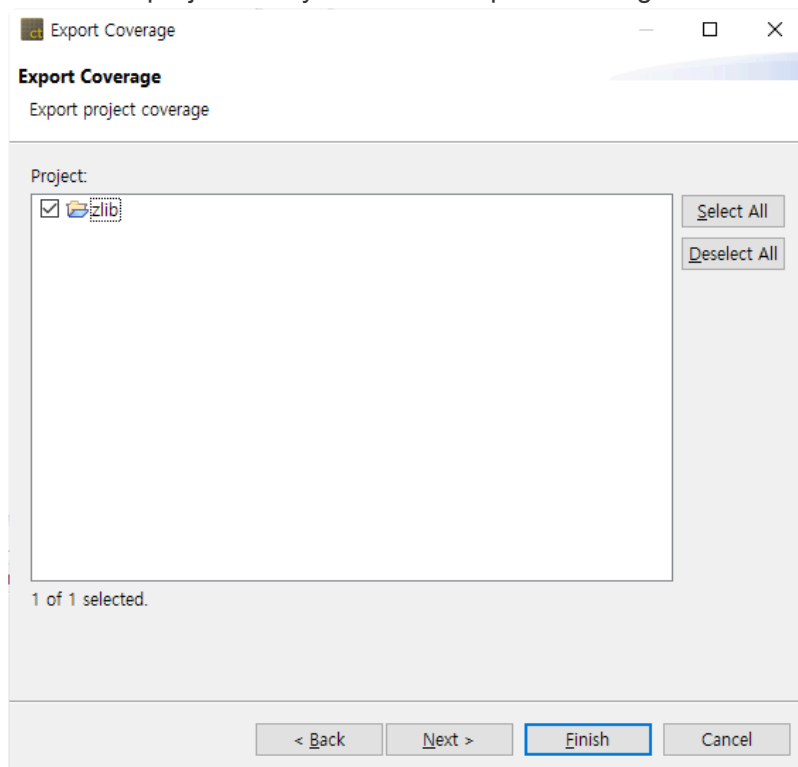 ct Export Coverage
Export Coverage
Export project coverage
Project:
zlib
Select All
Deselect All
1 of 1 selected.
< Back
Next >
Finish
Cancel